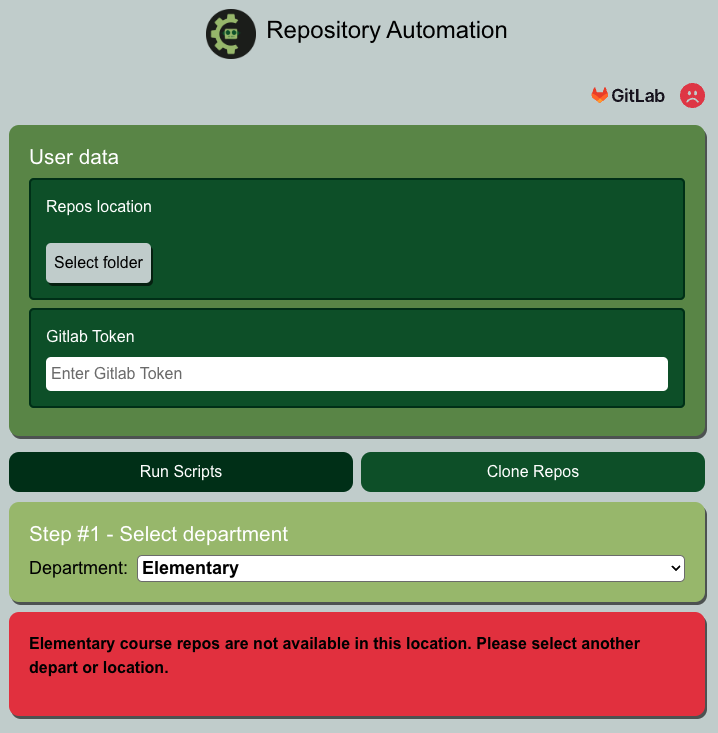 Repository Automation
GitLab
User data
Repos location
Select folder
Gitlab Token
Enter Gitlab Token
Run Scripts
Clone Repos
Step #1 - Select department
Department: Elementary
Elementary course repos are not available in this location. Please select another
depart or location.